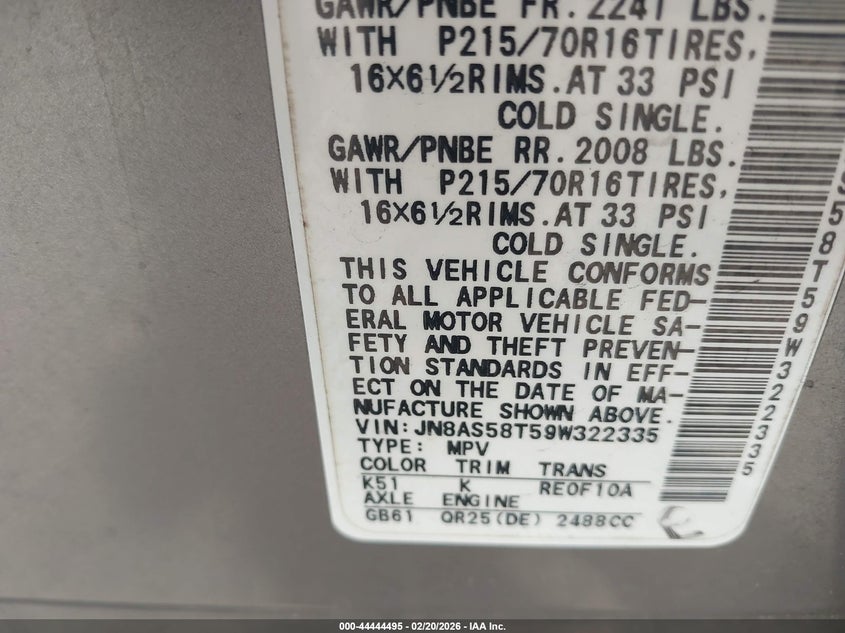 GAWR/PNBE FR. 2241 LBS.
WITH P215/70R16TIRES,
16X6½RIMS. AT 33 PSI
COLD SINGLE.
GAWR/PNBE RR. 2008 LBS.
WITH P215/70R16TIRES,
16X6½RIMS. AT 33 PSI
COLD SINGLE.
THIS VEHICLE CONFORMS
TO ALL APPLICABLE FED-
ERAL MOTOR VEHICLE SA-
FETY AND THEFT PREVEN-
TION STANDARDS IN EFF-
ECT ON THE DATE OF MA-
NUFACTURE SHOWN ABOVE.
VIN: JN8AS58T59W322335
TYPE: MPV
COLOR TRIM TRANS
K51 K RE0F10A
AXLE ENGINE
GB61 QR25(DE) 2488CC
S58T59W322335
000-44444495 | 02/20/2026 - IAA Inc.